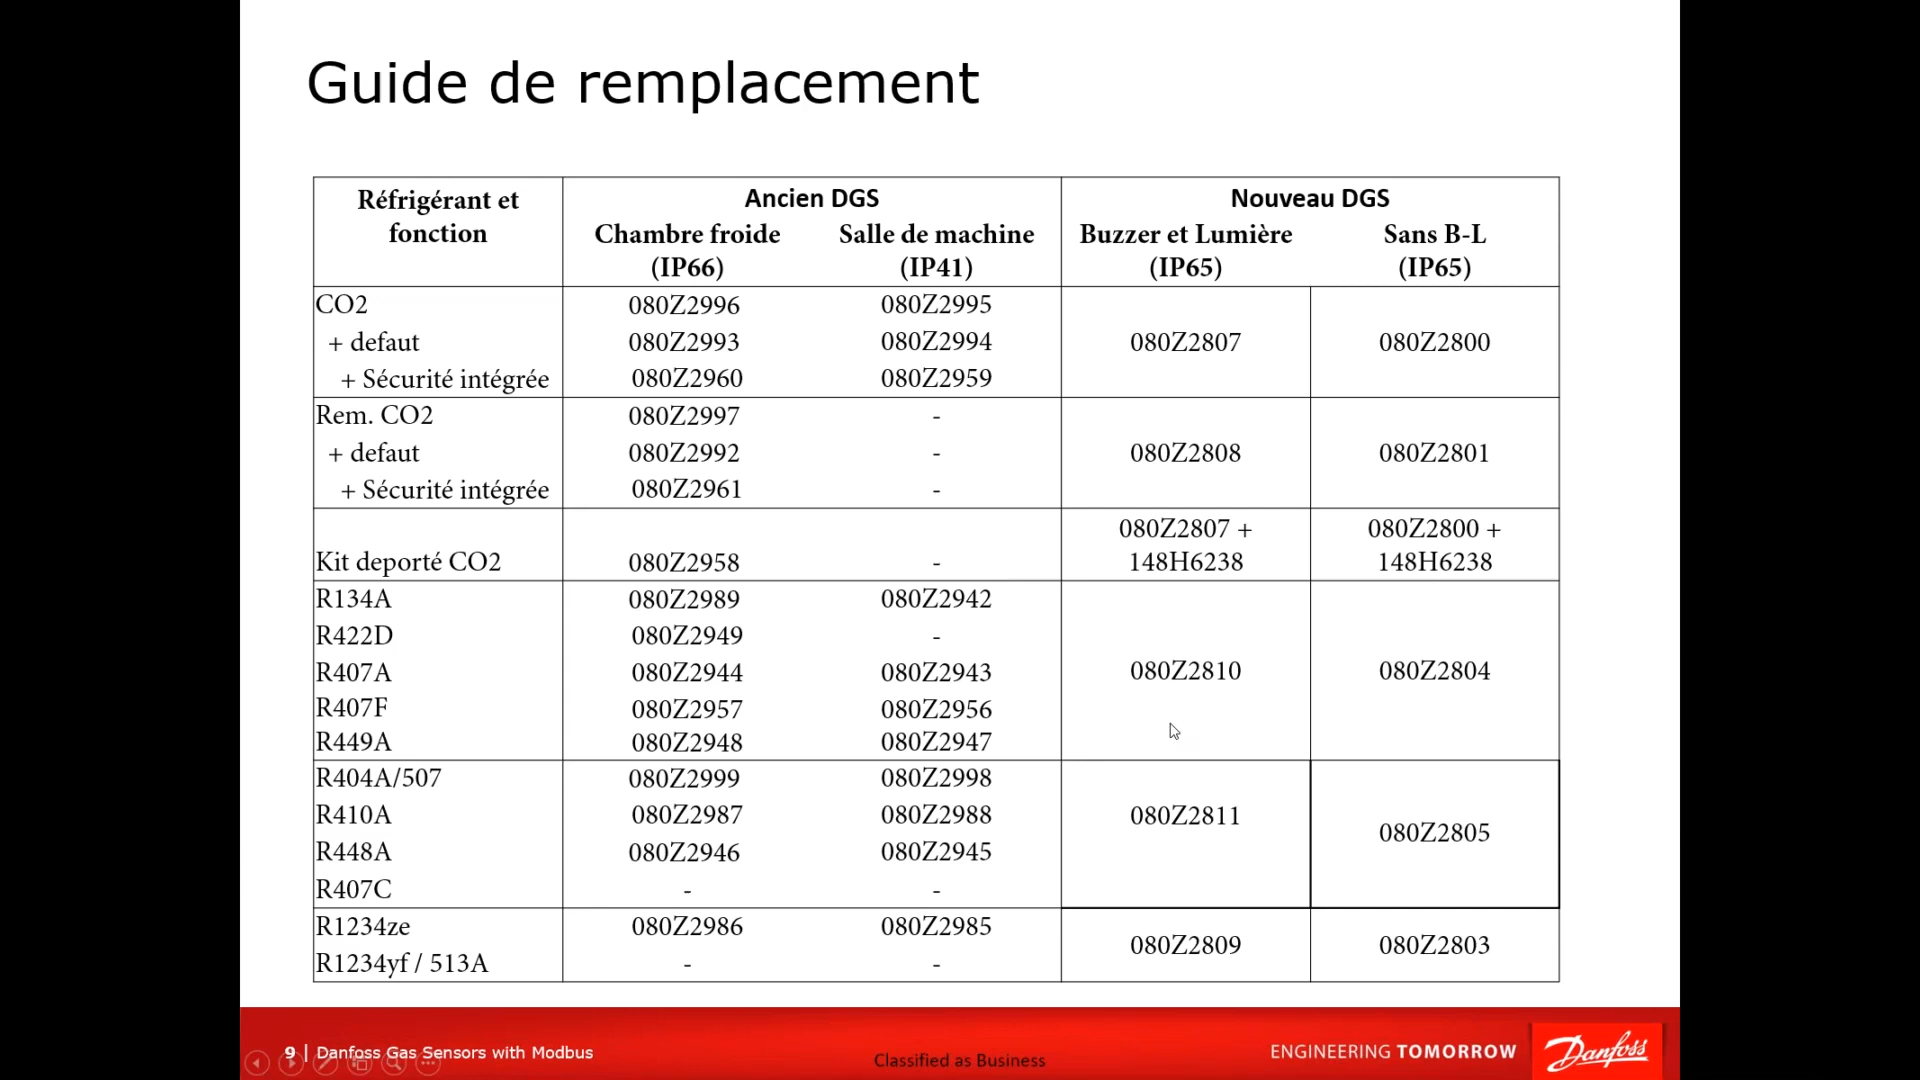 Guide de remplacement
Réfrigérant et fonction | Ancien DGS | Nouveau DGS
Chambre froide (IP66) | Salle de machine (IP41) | Buzzer et Lumière (IP65) | Sans B-L (IP65)
CO2 | 080Z2996 | 080Z2995
+ defaut | 080Z2993 | 080Z2994 | 080Z2807 | 080Z2800
+ Sécurité intégrée | 080Z2960 | 080Z2959
Rem. CO2 | 080Z2997 | -
+ defaut | 080Z2992 | - | 080Z2808 | 080Z2801
+ Sécurité intégrée | 080Z2961 | -
Kit deporté CO2 | 080Z2958 | - | 080Z2807 + 148H6238 | 080Z2800 + 148H6238
R134A | 080Z2989 | 080Z2942
R422D | 080Z2949 | -
R407A | 080Z2944 | 080Z2943 | 080Z2810 | 080Z2804
R407F | 080Z2957 | 080Z2956
R449A | 080Z2948 | 080Z2947
R404A/507 | 080Z2999 | 080Z2998
R410A | 080Z2987 | 080Z2988 | 080Z2811 | 080Z2805
R448A | 080Z2946 | 080Z2945
R407C | - | -
R1234ze | 080Z2986 | 080Z2985 | 080Z2809 | 080Z2803
R1234yf / 513A | - | -
9 | Danfoss Gas Sensors with Modbus
Classified as Business
ENGINEERING TOMORROW
Danfoss